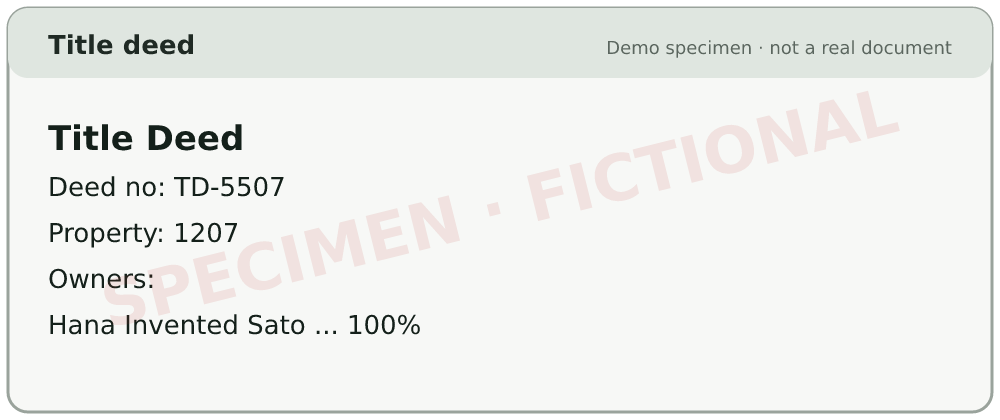 Title deed
Demo specimen · not a real document
Title Deed
Deed no: TD-5507
Property: 1207
Owners:
Hana Invented Sato ... 100%
SPECIMEN · FICTIONAL